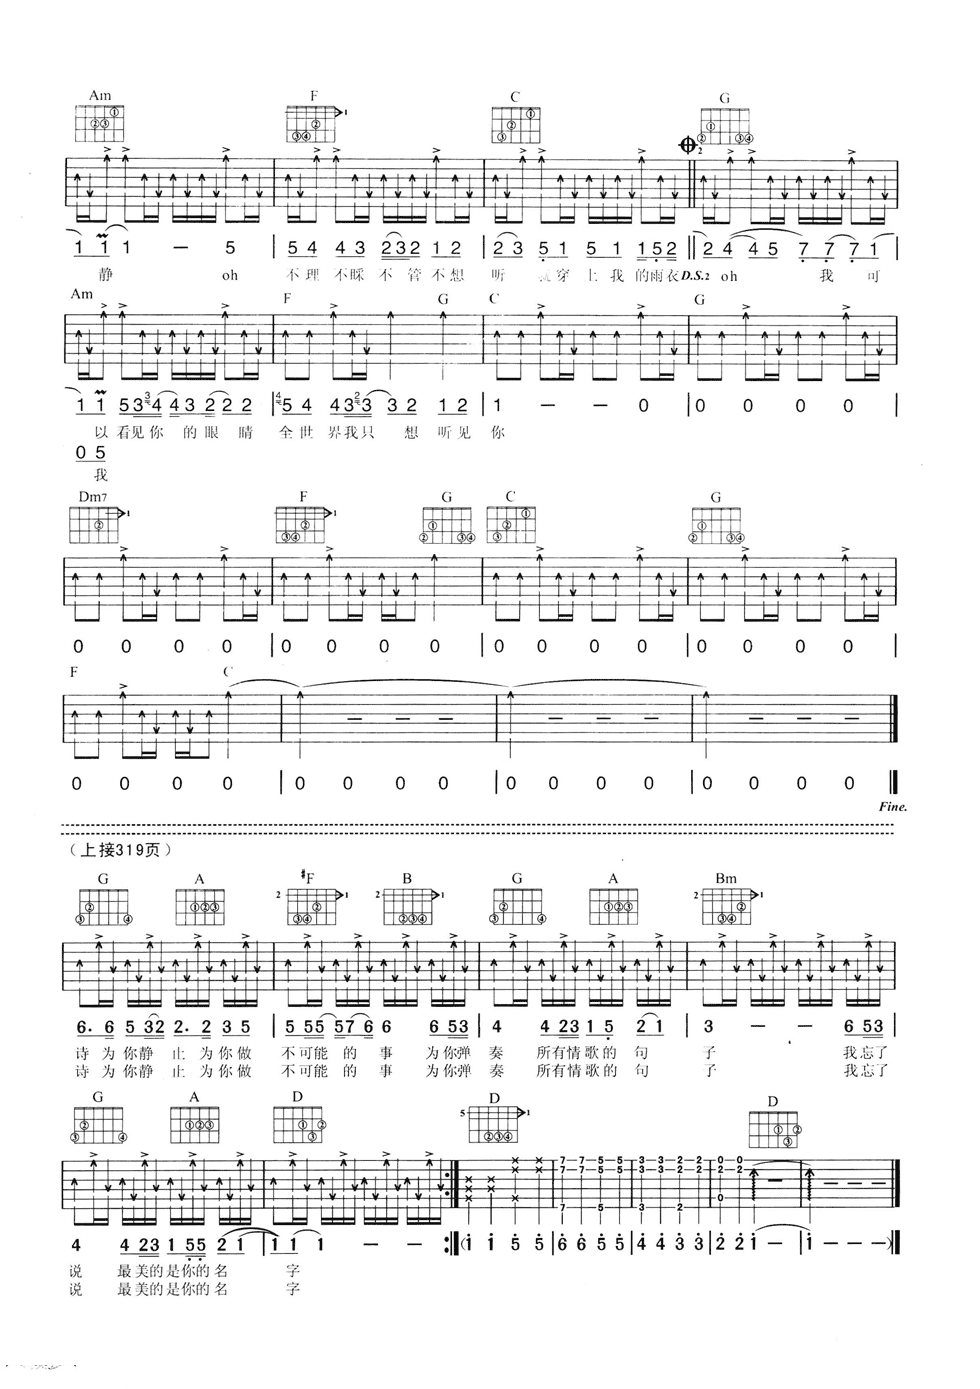 Am F C G
1 1 1 — 5 | 5 4 4 3 2 3 2 1 2 | 2 3 5 1 5 1 1 5 2 | 2 4 4 5 7 7 7 1 |
静 oh 不理不睬不管不想听 就穿上我的雨衣 D.S.2 oh 我可
Am F G C G
1 1 5 3 3 4 4 3 2 2 2 | 4 5 4 4 3 2 3 3 2 1 2 | 1 — — 0 | 0 0 0 0 |
以看见你的眼睛 全世界我只想听见你
0 5
我
Dm7 F G C G
0 0 0 0 | 0 0 0 0 | 0 0 0 0 | 0 0 0 0 |
F C
0 0 0 0 | 0 0 0 0 | 0 0 0 0 | 0 0 0 0
Fine.
（上接319页）
G A #F B G A Bm
6. 6 5 3 2 2. 2 3 5 | 5 5 5 5 7 6 6 6 5 3 | 4 4 2 3 1 5 2 1 | 3 — — 6 5 3 |
诗为你静止为你做 不可能的事 为你弹奏 所有情歌的句子 我忘了
诗为你静止为你做 不可能的事 为你弹奏 所有情歌的句子 我忘了
G A D D D
4 4 2 3 1 5 5 2 1 | 1 1 1 — — :| (1 1 5 5 | 6 6 5 5 | 4 4 3 3 | 2 2 1 — | 1 — — —)
说 最美的是你的名字
说 最美的是你的名字